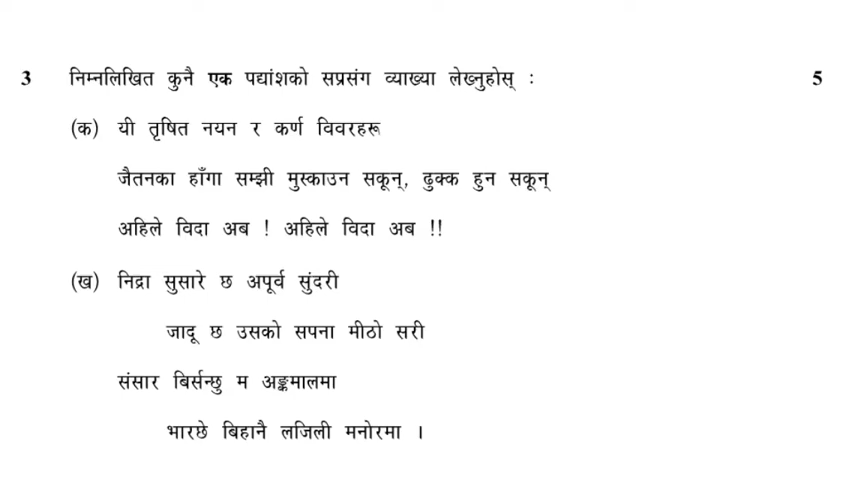 3 निम्नलिखित कुनै एक पद्यांशको सप्रसंग व्याख्या लेख्नुहोस् : 5
(क) यी तृषित नयन र कर्ण विवरहरू
जैतनका हाँगा सम्झी मुस्काउन सकून्, ढुक्क हुन सकून्
अहिले विदा अब ! अहिले विदा अब !!
(ख) निद्रा सुसारे छ अपूर्व सुंदरी
जादू छ उसको सपना मीठो सरी
संसार बिर्सन्छु म अङ्कमालमा
भारछे बिहानै लजिली मनोरमा ।